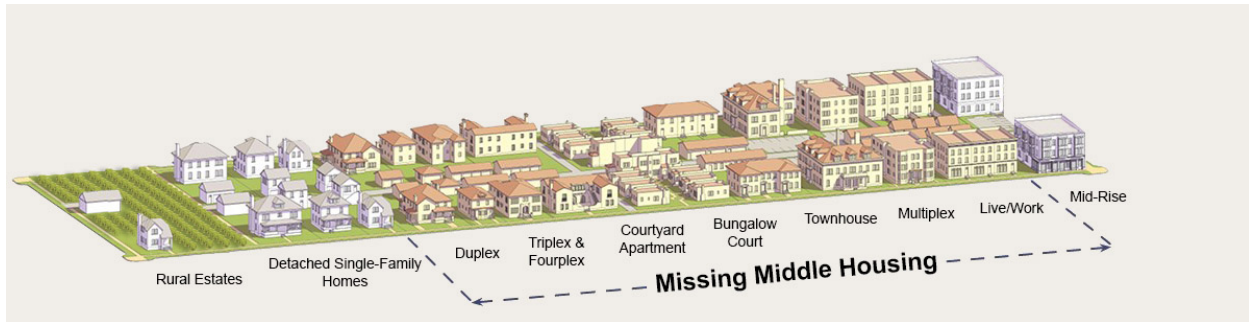 Rural Estates
Detached Single-Family
Homes
Duplex
Triplex &
Fourplex
Courtyard
Apartment
Bungalow
Court
Townhouse
Multiplex
Live/Work
Mid-Rise
Missing Middle Housing